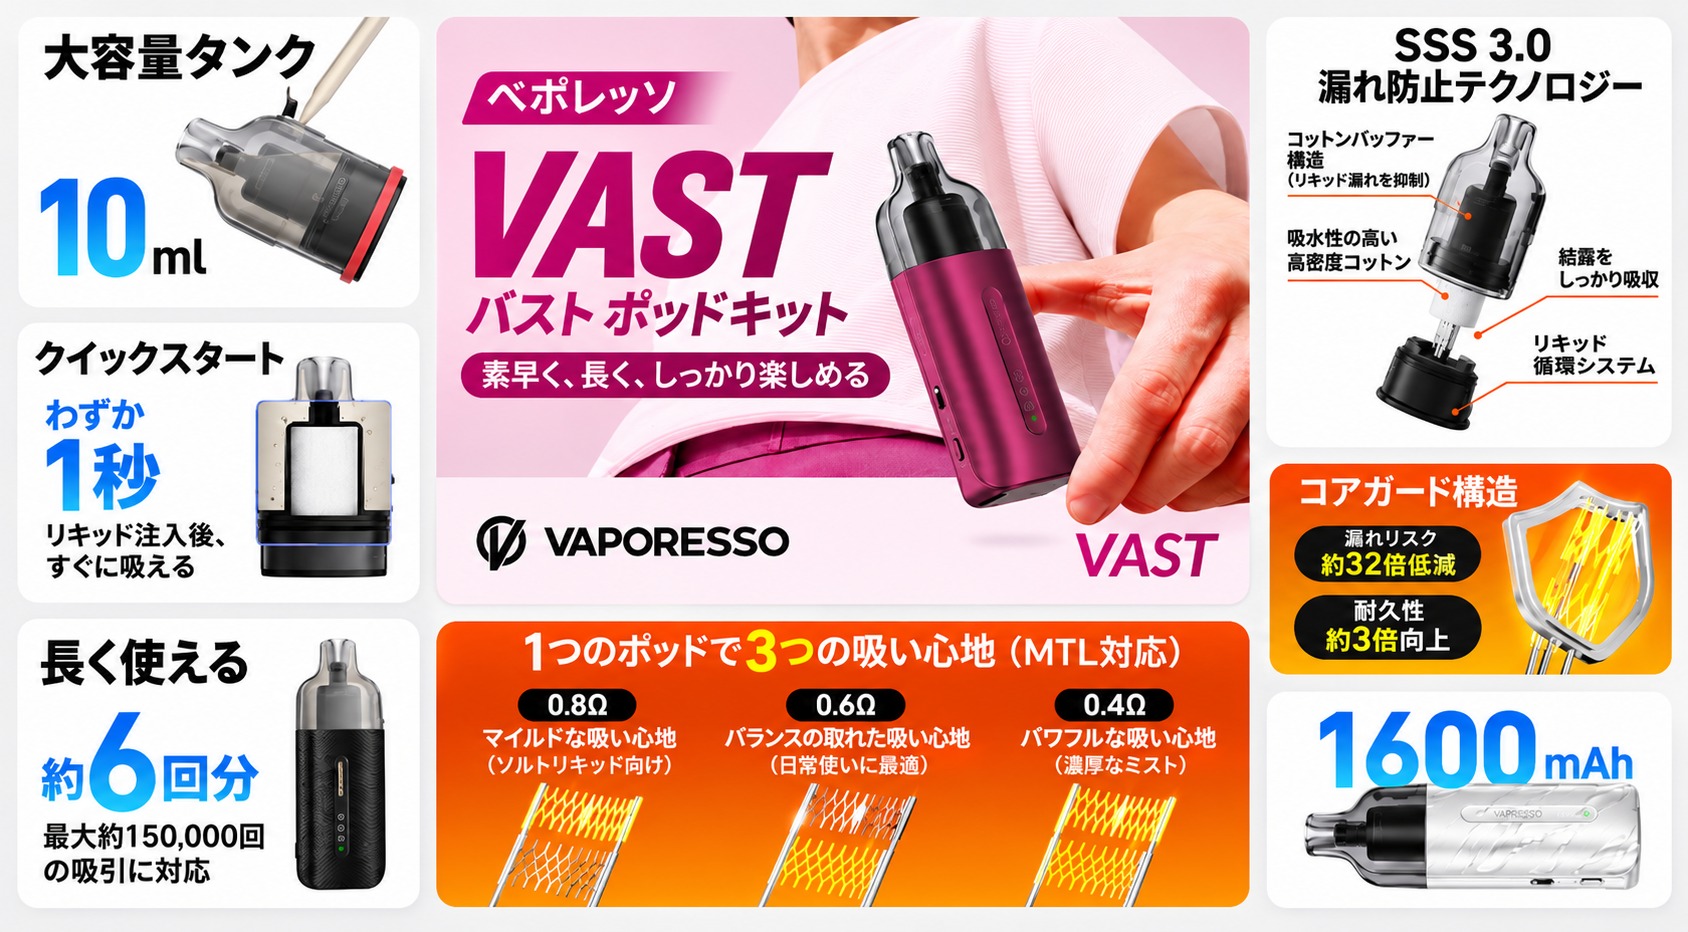 大容量タンク
10ml
クイックスタート
わずか
1秒
リキッド注入後、
すぐに吸える
長く使える
約6回分
最大約150,000回
の吸引に対応
ベポレッソ
VAST
バスト ポッドキット
素早く、長く、しっかり楽しめる
VAPORESSO
VAST
1つのポッドで3つの吸い心地（MTL対応）
0.8Ω
マイルドな吸い心地
（ソルトリキッド向け）
0.6Ω
バランスの取れた吸い心地
（日常使いに最適）
0.4Ω
パワフルな吸い心地
（濃厚なミスト）
SSS 3.0
漏れ防止テクノロジー
コットンバッファー
構造
（リキッド漏れを抑制）
吸水性の高い
高密度コットン
結露を
しっかり吸収
リキッド
循環システム
コアガード構造
漏れリスク
約32倍低減
耐久性
約3倍向上
1600mAh
VAPRESSO